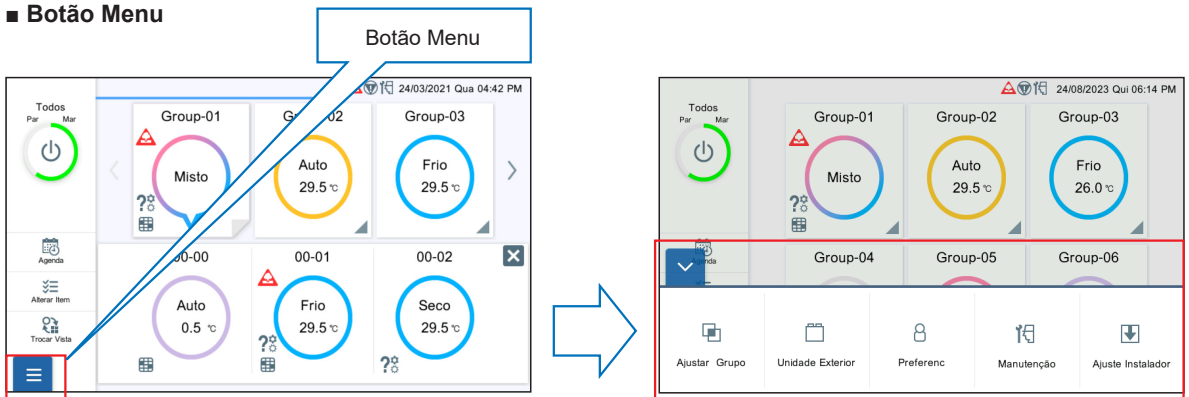 ■ Botão Menu
Botão Menu
24/03/2021 Qua 04:42 PM
Todos
Par Mar
Group-01
Group-02
Group-03
Misto
Auto
29.5 ℃
Frio
29.5 ℃
Agenda
Alterar Item
Trocar Vista
00-00
00-01
00-02
Auto
0.5 ℃
Frio
29.5 ℃
Seco
29.5 ℃
24/08/2023 Qui 06:14 PM
Todos
Par Mar
Group-01
Group-02
Group-03
Misto
Auto
29.5 ℃
Frio
26.0 ℃
Agenda
Group-04
Group-05
Group-06
Ajustar Grupo
Unidade Exterior
Preferenc
Manutenção
Ajuste Instalador